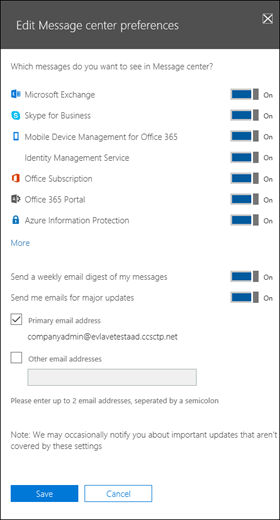 Edit Message center preferences
Which messages do you want to see in Message center?
Microsoft Exchange On
Skype for Business On
Mobile Device Management for Office 365 On
Identity Management Service On
Office Subscription On
Office 365 Portal On
Azure Information Protection On
More
Send a weekly email digest of my messages On
Send me emails for major updates On
Primary email address
companyadmin@evlavetestaad.ccsctp.net
Other email addresses
Please enter up to 2 email addresses, seperated by a semicolon
Note: We may occasionally notify you about important updates that aren't
covered by these settings
Save Cancel